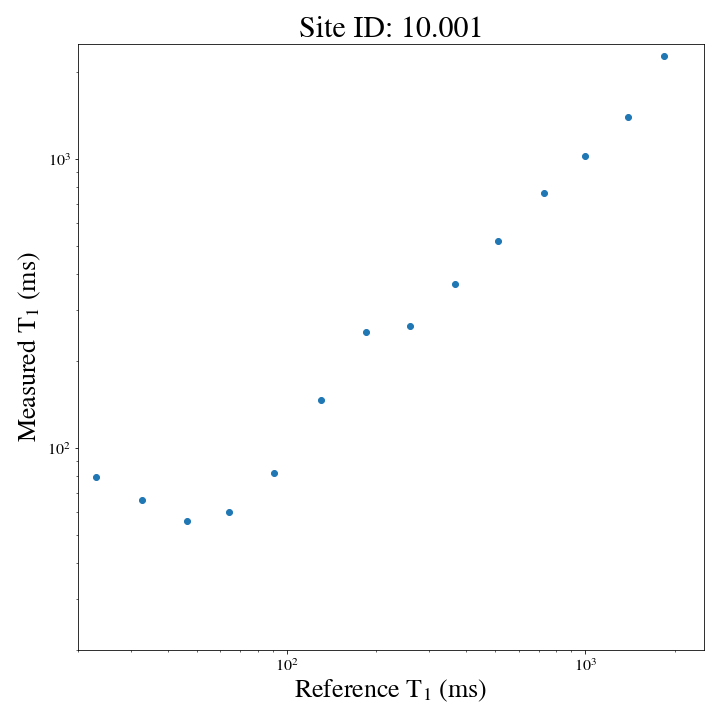 Site ID: 10.001
Measured T₁ (ms)
10³
10²
10²
10³
Reference T₁ (ms)